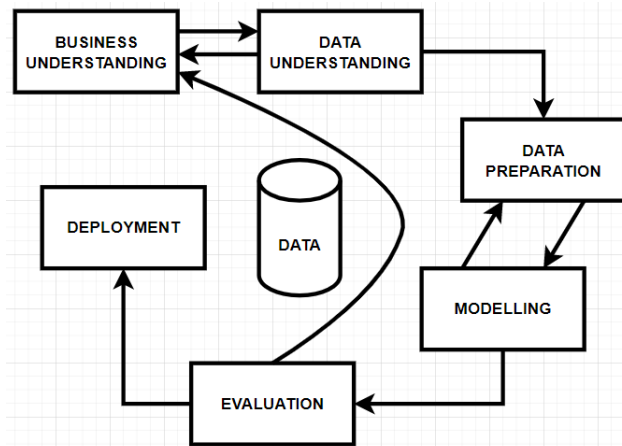 BUSINESS
UNDERSTANDING
DATA
UNDERSTANDING
DATA
PREPARATION
DEPLOYMENT
DATA
MODELLING
EVALUATION